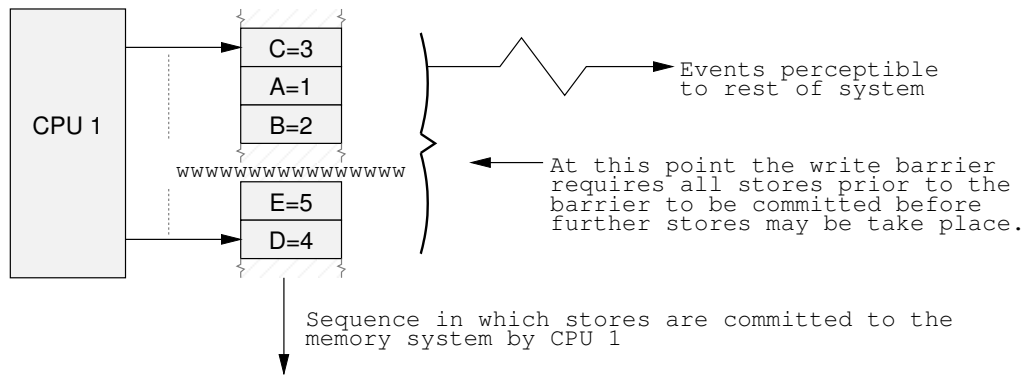 CPU 1
C=3
A=1
B=2
wwwwwwwwwwwwwwww
E=5
D=4
Events perceptible
to rest of system
At this point the write barrier
requires all stores prior to the
barrier to be committed before
further stores may be take place.
Sequence in which stores are committed to the
memory system by CPU 1